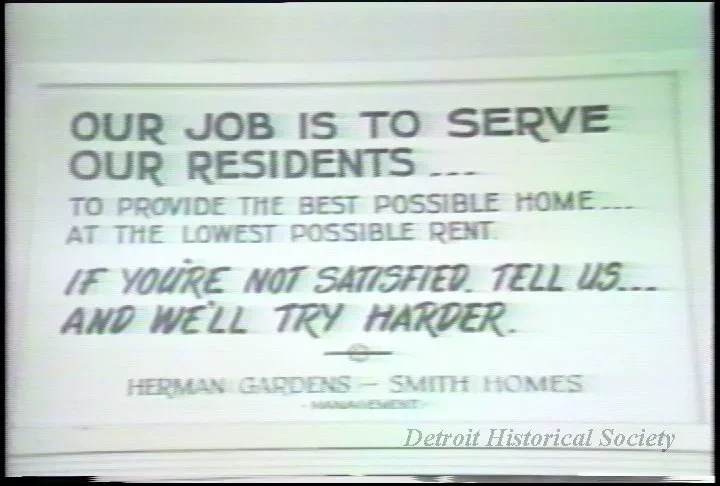 OUR JOB IS TO SERVE
OUR RESIDENTS ...
TO PROVIDE THE BEST POSSIBLE HOME...
AT THE LOWEST POSSIBLE RENT.
IF YOU'RE NOT SATISFIED. TELL US...
AND WE'LL TRY HARDER.
HERMAN GARDENS — SMITH HOMES
- MANAGEMENT -
Detroit Historical Society